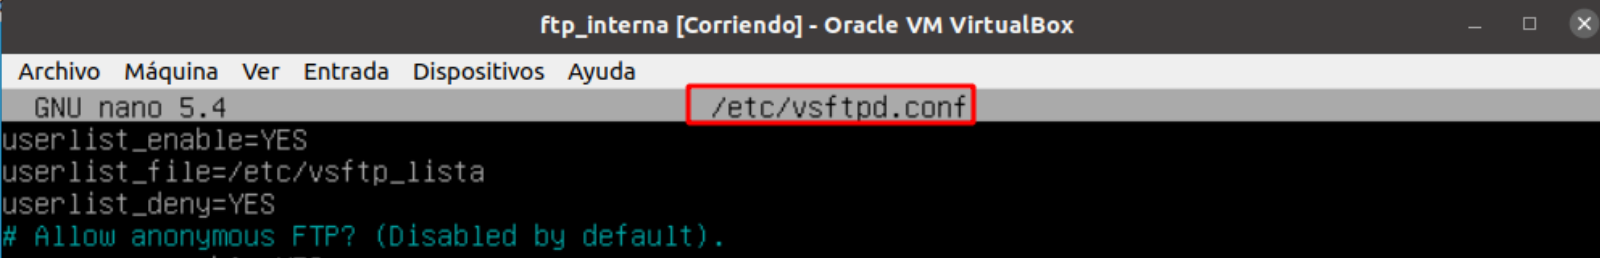 ftp_interna [Corriendo] - Oracle VM VirtualBox
Archivo Máquina Ver Entrada Dispositivos Ayuda
GNU nano 5.4 /etc/vsftpd.conf
userlist_enable=YES
userlist_file=/etc/vsftp_lista
userlist_deny=YES
# Allow anonymous FTP? (Disabled by default).